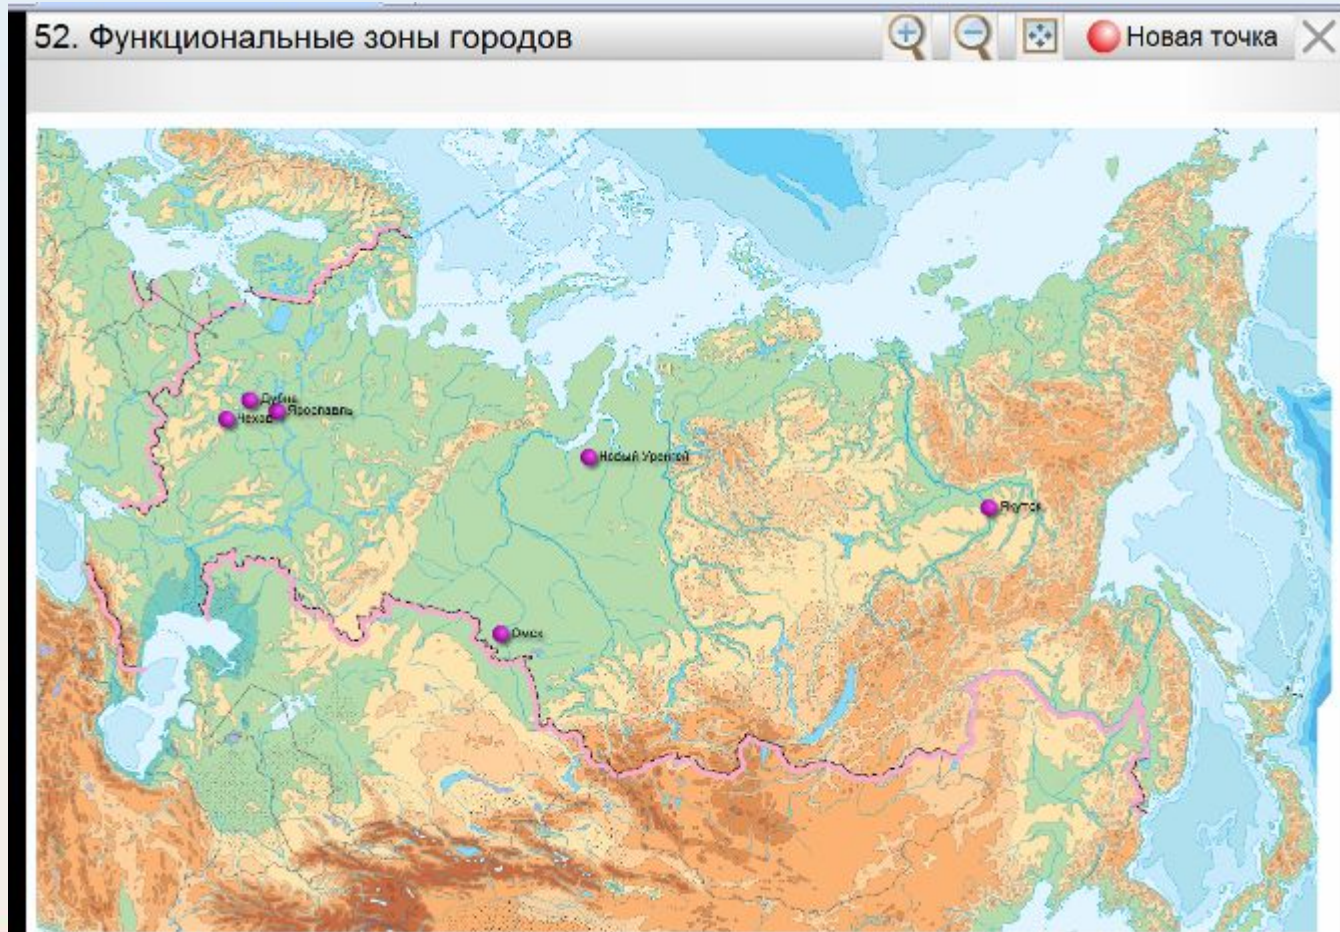 52. Функциональные зоны городов
Новая точка
Дубна
Ярославль
Чехов
Новый Уренгой
Якутск
Омск